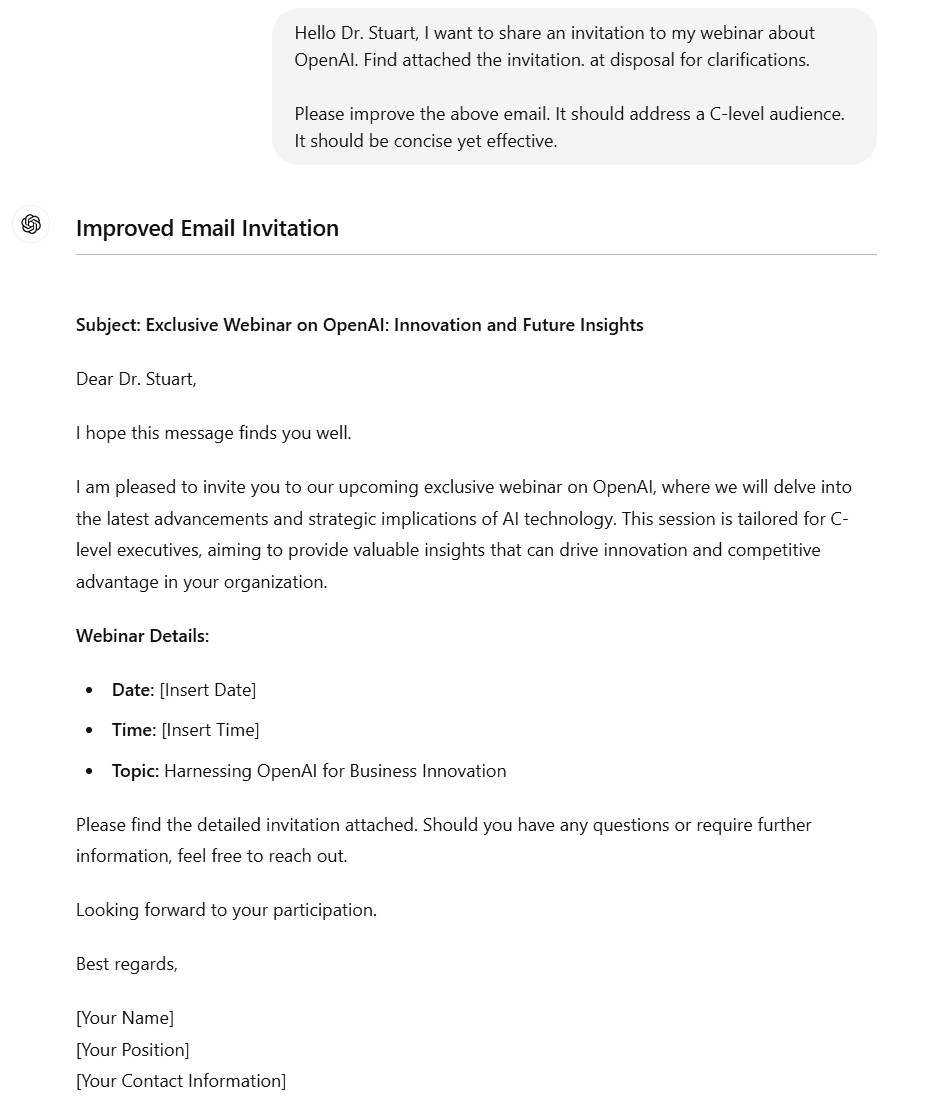 Hello Dr. Stuart, I want to share an invitation to my webinar about
OpenAI. Find attached the invitation. at disposal for clarifications.
Please improve the above email. It should address a C-level audience.
It should be concise yet effective.
Improved Email Invitation
Subject: Exclusive Webinar on OpenAI: Innovation and Future Insights
Dear Dr. Stuart,
I hope this message finds you well.
I am pleased to invite you to our upcoming exclusive webinar on OpenAI, where we will delve into
the latest advancements and strategic implications of AI technology. This session is tailored for C-
level executives, aiming to provide valuable insights that can drive innovation and competitive
advantage in your organization.
Webinar Details:
• Date: [Insert Date]
• Time: [Insert Time]
• Topic: Harnessing OpenAI for Business Innovation
Please find the detailed invitation attached. Should you have any questions or require further
information, feel free to reach out.
Looking forward to your participation.
Best regards,
[Your Name]
[Your Position]
[Your Contact Information]